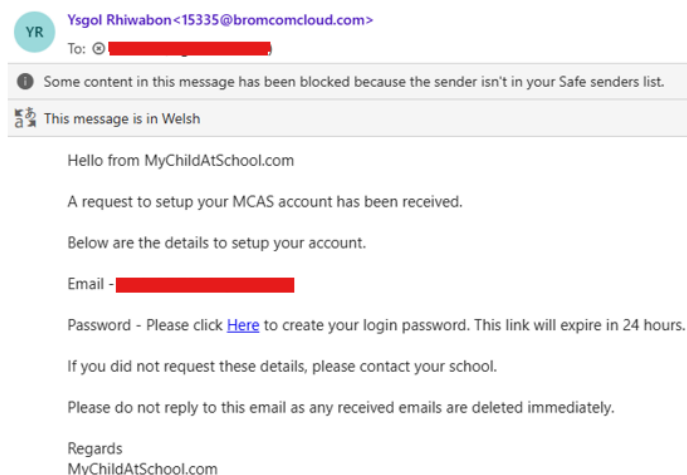 YR
Ysgol Rhiwabon<15335@bromcomcloud.com>
To:
Some content in this message has been blocked because the sender isn't in your Safe senders list.
This message is in Welsh
Hello from MyChildAtSchool.com
A request to setup your MCAS account has been received.
Below are the details to setup your account.
Email -
Password - Please click Here to create your login password. This link will expire in 24 hours.
If you did not request these details, please contact your school.
Please do not reply to this email as any received emails are deleted immediately.
Regards
MyChildAtSchool.com